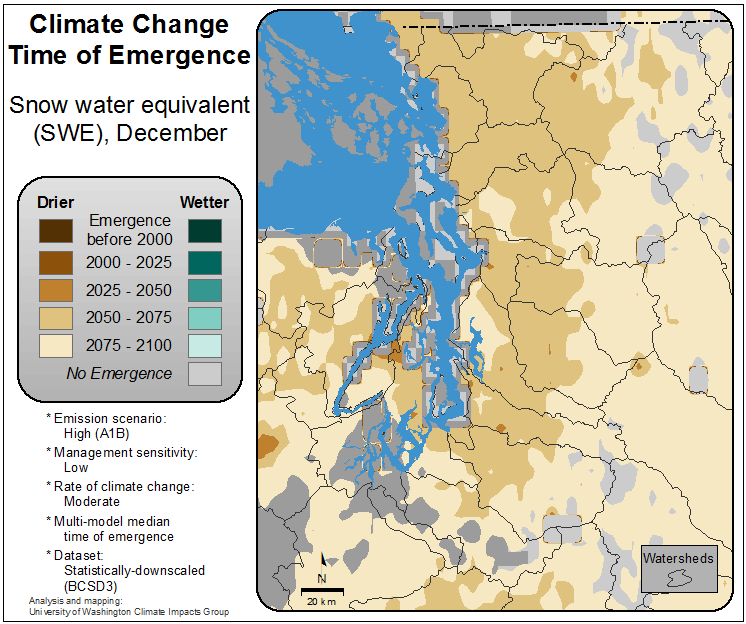 Climate Change
Time of Emergence
Snow water equivalent
(SWE), December
Drier
Wetter
Emergence
before 2000
2000 - 2025
2025 - 2050
2050 - 2075
2075 - 2100
No Emergence
* Emission scenario:
High (A1B)
* Management sensitivity:
Low
* Rate of climate change:
Moderate
* Multi-model median
time of emergence
* Dataset:
Statistically-downscaled
(BCSD3)
Analysis and mapping:
University of Washington Climate Impacts Group
N
20 km
Watersheds